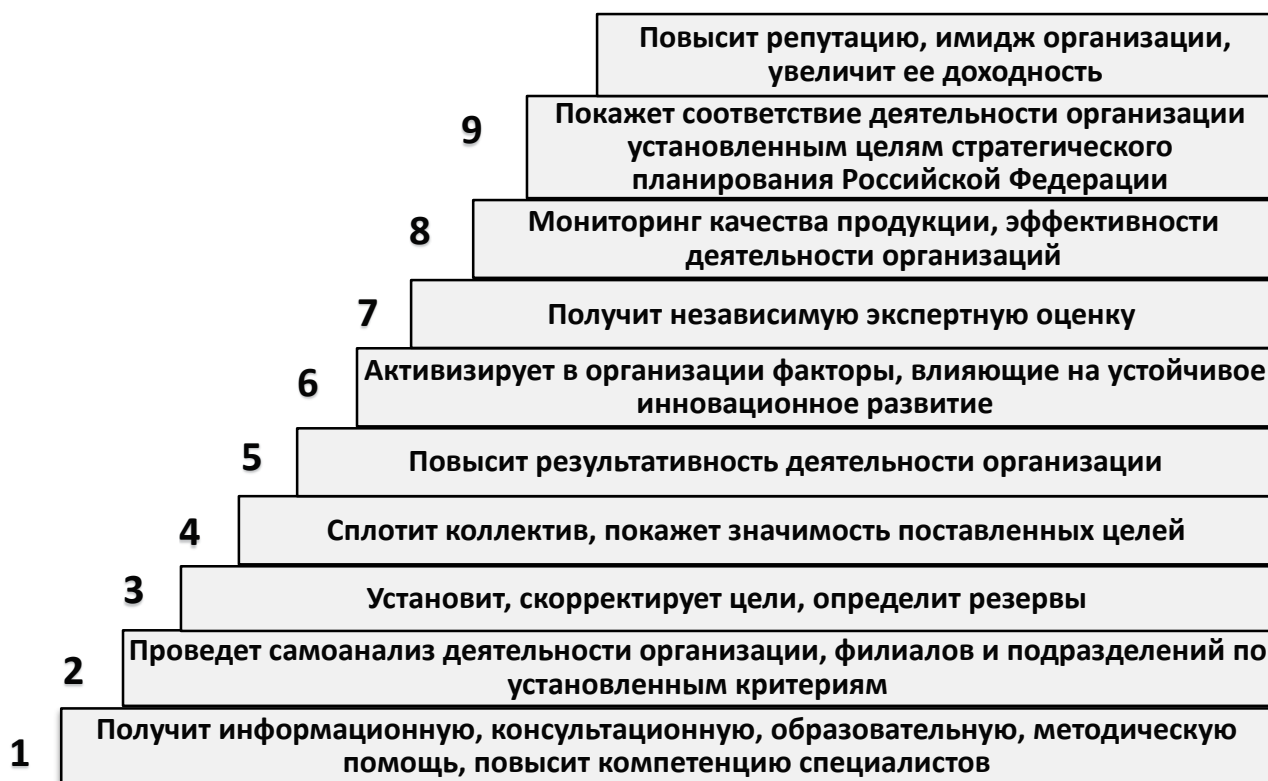 Повысит репутацию, имидж организации,
увеличит ее доходность
9
Покажет соответствие деятельности организации
установленным целям стратегического
планирования Российской Федерации
8
Мониторинг качества продукции, эффективности
деятельности организаций
7
Получит независимую экспертную оценку
6
Активизирует в организации факторы, влияющие на устойчивое
инновационное развитие
5
Повысит результативность деятельности организации
4
Сплотит коллектив, покажет значимость поставленных целей
3
Установит, скорректирует цели, определит резервы
2
Проведет самоанализ деятельности организации, филиалов и подразделений по
установленным критериям
1
Получит информационную, консультационную, образовательную, методическую
помощь, повысит компетенцию специалистов